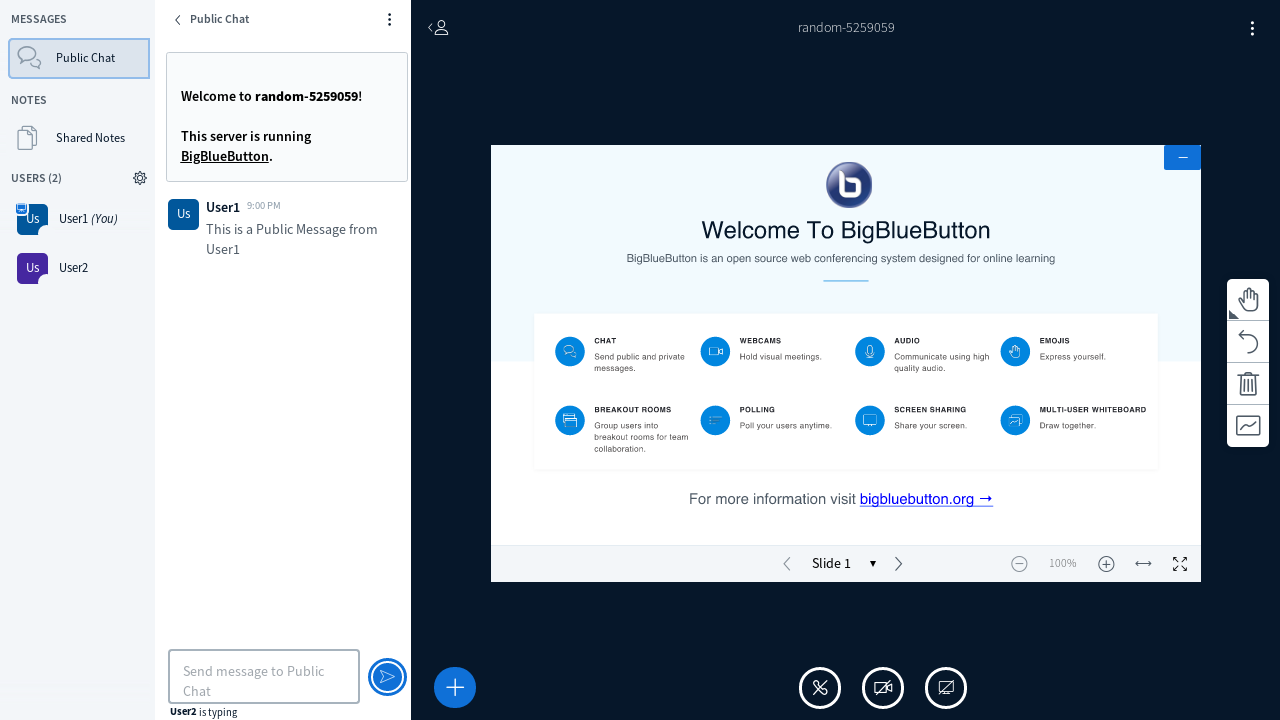 MESSAGES
Public Chat
NOTES
Shared Notes
USERS (2)
Us
User1 (You)
Us
User2
Public Chat
Welcome to random-5259059!
This server is running
BigBlueButton.
Us
User1 9:00 PM
This is a Public Message from
User1
Send message to Public
Chat
User2 is typing
random-5259059
Welcome To BigBlueButton
BigBlueButton is an open source web conferencing system designed for online learning
CHAT
Send public and private
messages.
WEBCAMS
Hold visual meetings.
AUDIO
Communicate using high
quality audio.
EMOJIS
Express yourself.
BREAKOUT ROOMS
Group users into
breakout rooms for team
collaboration.
POLLING
Poll your users anytime.
SCREEN SHARING
Share your screen.
MULTI-USER WHITEBOARD
Draw together.
For more information visit bigbluebutton.org →
Slide 1
100%